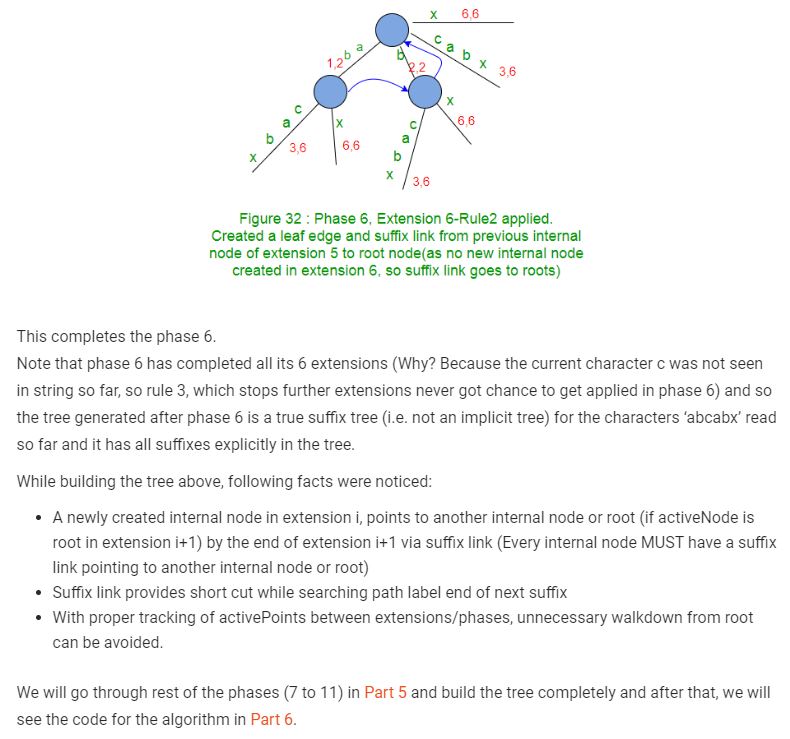 x 6,6
c a b x 3,6
1,2 b a
b 2,2
c a b x 3,6
x 6,6
c a b x 3,6
x 6,6
Figure 32 : Phase 6, Extension 6-Rule2 applied.
Created a leaf edge and suffix link from previous internal
node of extension 5 to root node(as no new internal node
created in extension 6, so suffix link goes to roots)
This completes the phase 6.
Note that phase 6 has completed all its 6 extensions (Why? Because the current character c was not seen
in string so far, so rule 3, which stops further extensions never got chance to get applied in phase 6) and so
the tree generated after phase 6 is a true suffix tree (i.e. not an implicit tree) for the characters ‘abcabx’ read
so far and it has all suffixes explicitly in the tree.
While building the tree above, following facts were noticed:
• A newly created internal node in extension i, points to another internal node or root (if activeNode is
root in extension i+1) by the end of extension i+1 via suffix link (Every internal node MUST have a suffix
link pointing to another internal node or root)
• Suffix link provides short cut while searching path label end of next suffix
• With proper tracking of activePoints between extensions/phases, unnecessary walkdown from root
can be avoided.
We will go through rest of the phases (7 to 11) in Part 5 and build the tree completely and after that, we will
see the code for the algorithm in Part 6.